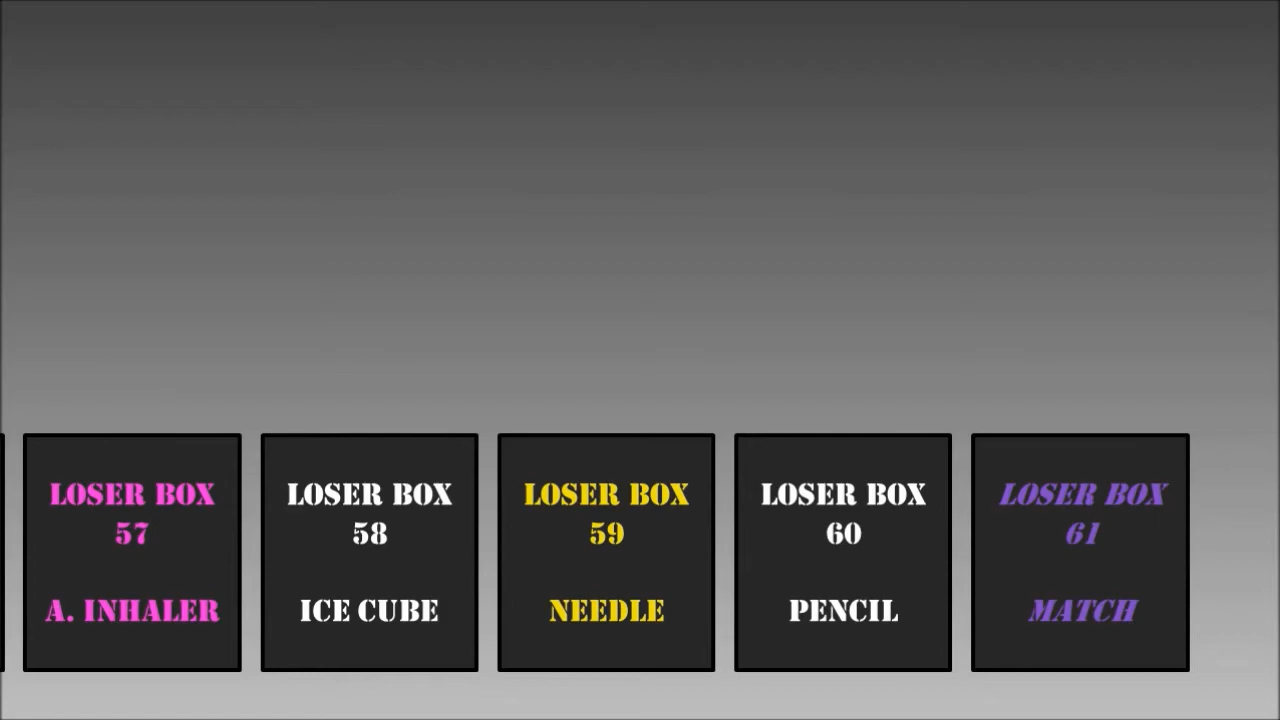 LOSER BOX
57
A. INHALER
LOSER BOX
58
ICE CUBE
LOSER BOX
59
NEEDLE
LOSER BOX
60
PENCIL
LOSER BOX
61
MATCH